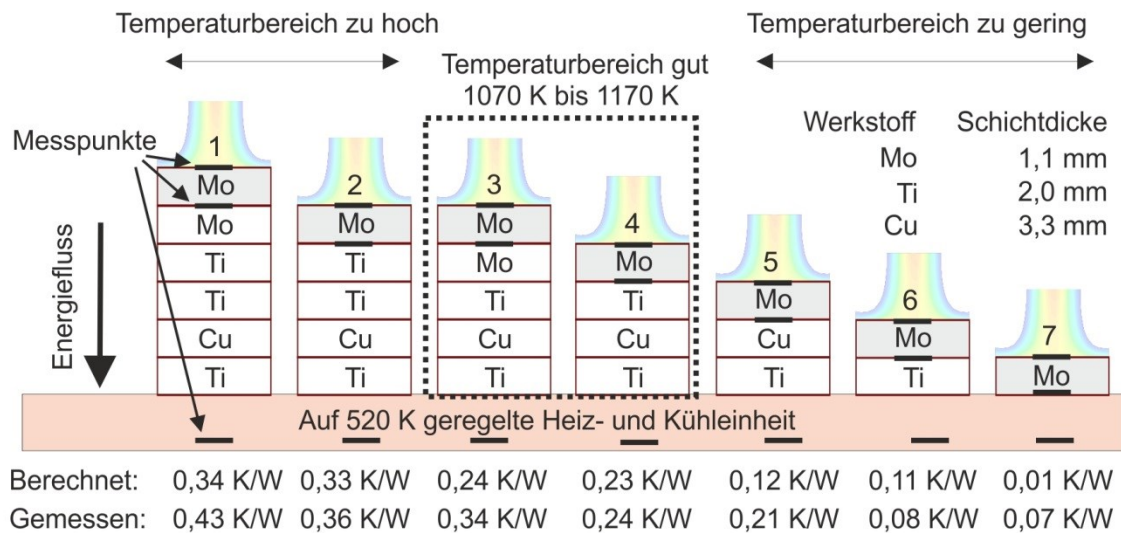 Temperaturbereich zu hoch
Temperaturbereich zu gering
Temperaturbereich gut
1070 K bis 1170 K
Werkstoff Schichtdicke
Mo 1,1 mm
Ti 2,0 mm
Cu 3,3 mm
Messpunkte
Energiefluss
1
Mo
Mo
Ti
Ti
Cu
Ti
2
Mo
Ti
Ti
Cu
Ti
3
Mo
Mo
Ti
Cu
Ti
4
Mo
Ti
Cu
Ti
5
Mo
Cu
Ti
6
Mo
Ti
7
Mo
Auf 520 K geregelte Heiz- und Kühleinheit
Berechnet: 0,34 K/W 0,33 K/W 0,24 K/W 0,23 K/W 0,12 K/W 0,11 K/W 0,01 K/W
Gemessen: 0,43 K/W 0,36 K/W 0,34 K/W 0,24 K/W 0,21 K/W 0,08 K/W 0,07 K/W